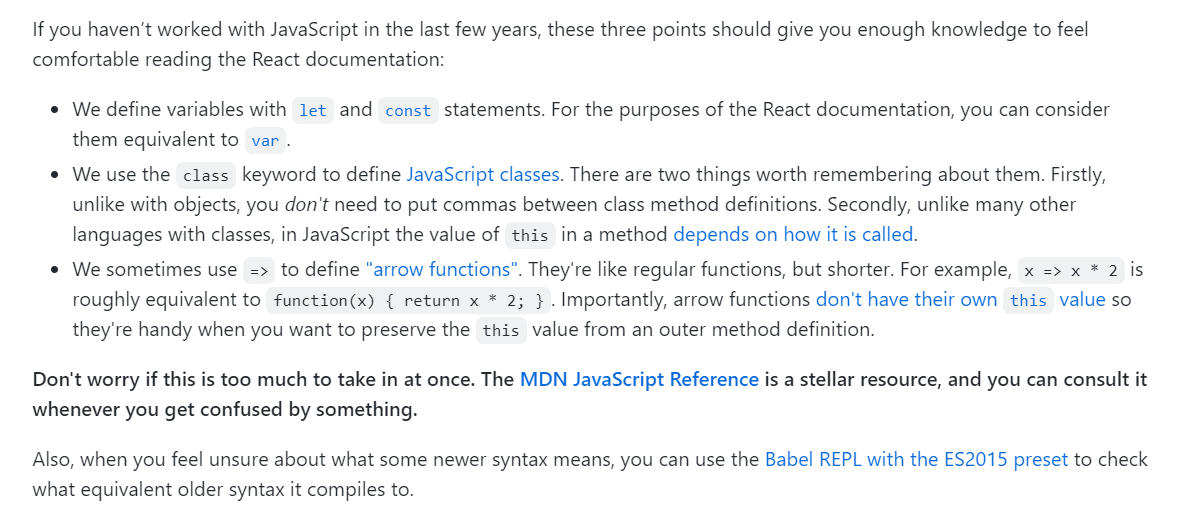 If you haven’t worked with JavaScript in the last few years, these three points should give you enough knowledge to feel
comfortable reading the React documentation:
• We define variables with let and const statements. For the purposes of the React documentation, you can consider
them equivalent to var.
• We use the class keyword to define JavaScript classes. There are two things worth remembering about them. Firstly,
unlike with objects, you don't need to put commas between class method definitions. Secondly, unlike many other
languages with classes, in JavaScript the value of this in a method depends on how it is called.
• We sometimes use => to define "arrow functions". They're like regular functions, but shorter. For example, x => x * 2 is
roughly equivalent to function(x) { return x * 2; }. Importantly, arrow functions don't have their own this value so
they're handy when you want to preserve the this value from an outer method definition.
Don't worry if this is too much to take in at once. The MDN JavaScript Reference is a stellar resource, and you can consult it
whenever you get confused by something.
Also, when you feel unsure about what some newer syntax means, you can use the Babel REPL with the ES2015 preset to check
what equivalent older syntax it compiles to.